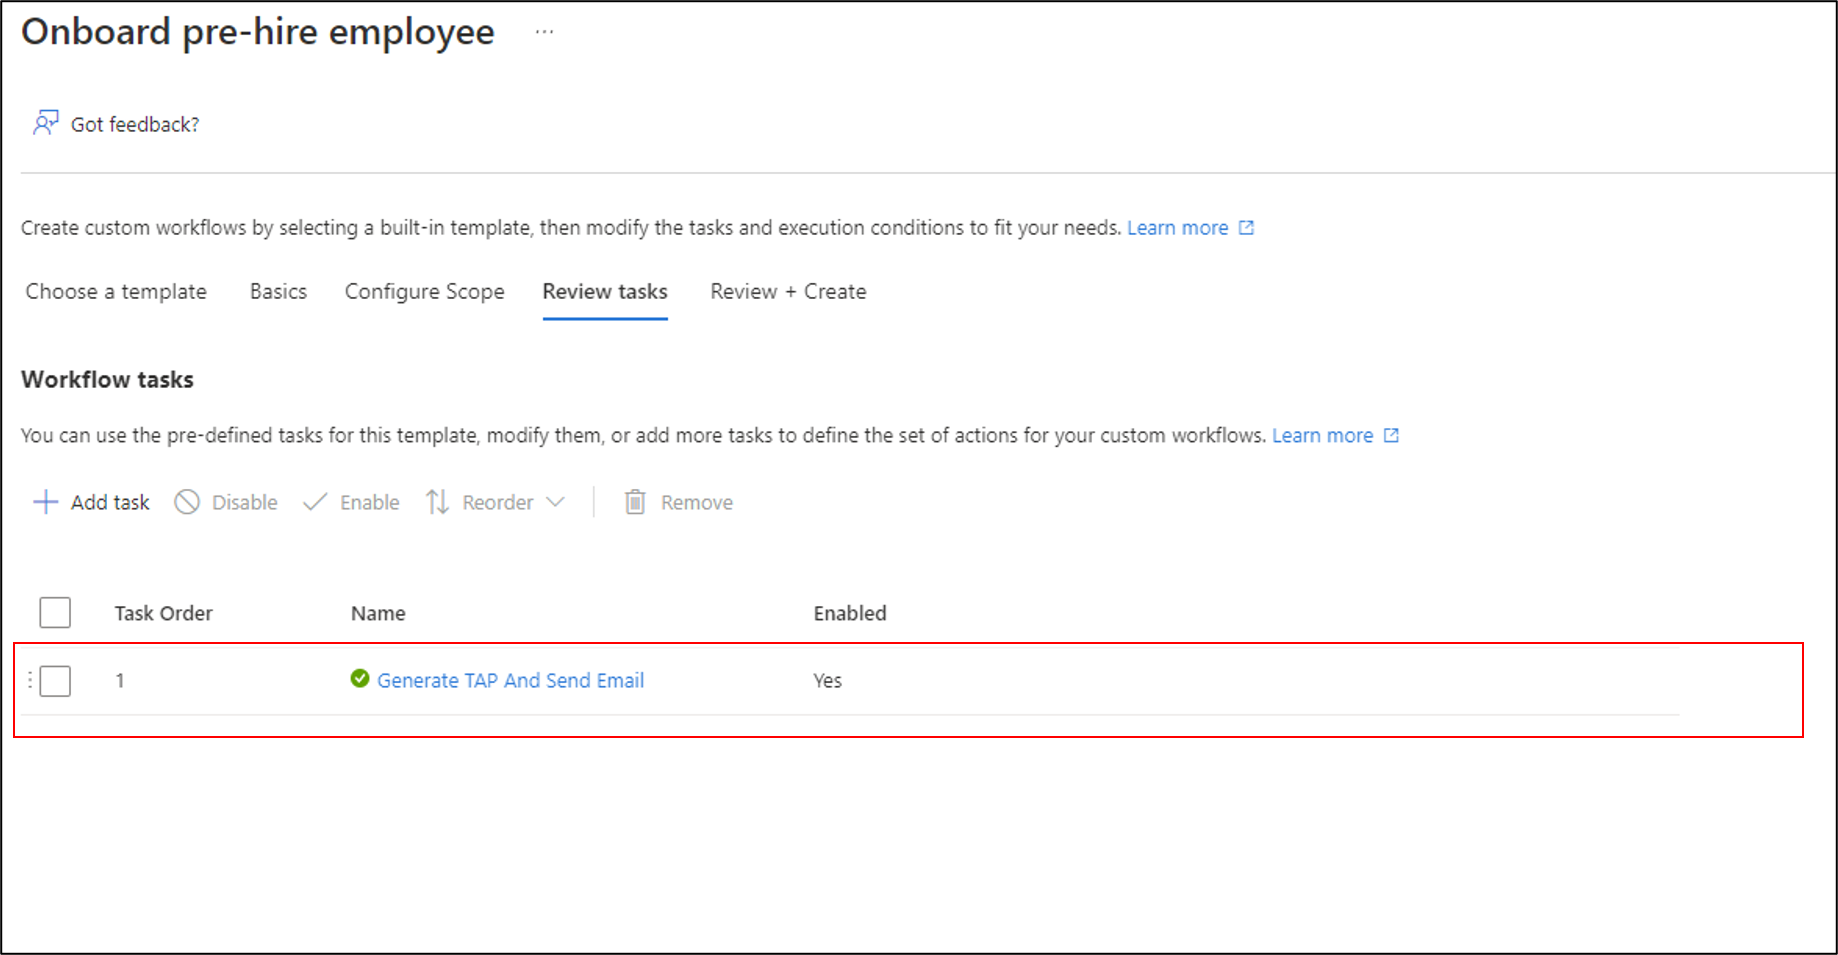 Onboard pre-hire employee ...
Got feedback?
Create custom workflows by selecting a built-in template, then modify the tasks and execution conditions to fit your needs. Learn more
Choose a template Basics Configure Scope Review tasks Review + Create
Workflow tasks
You can use the pre-defined tasks for this template, modify them, or add more tasks to define the set of actions for your custom workflows. Learn more
Add task Disable Enable Reorder Remove
Task Order Name Enabled
1 Generate TAP And Send Email Yes